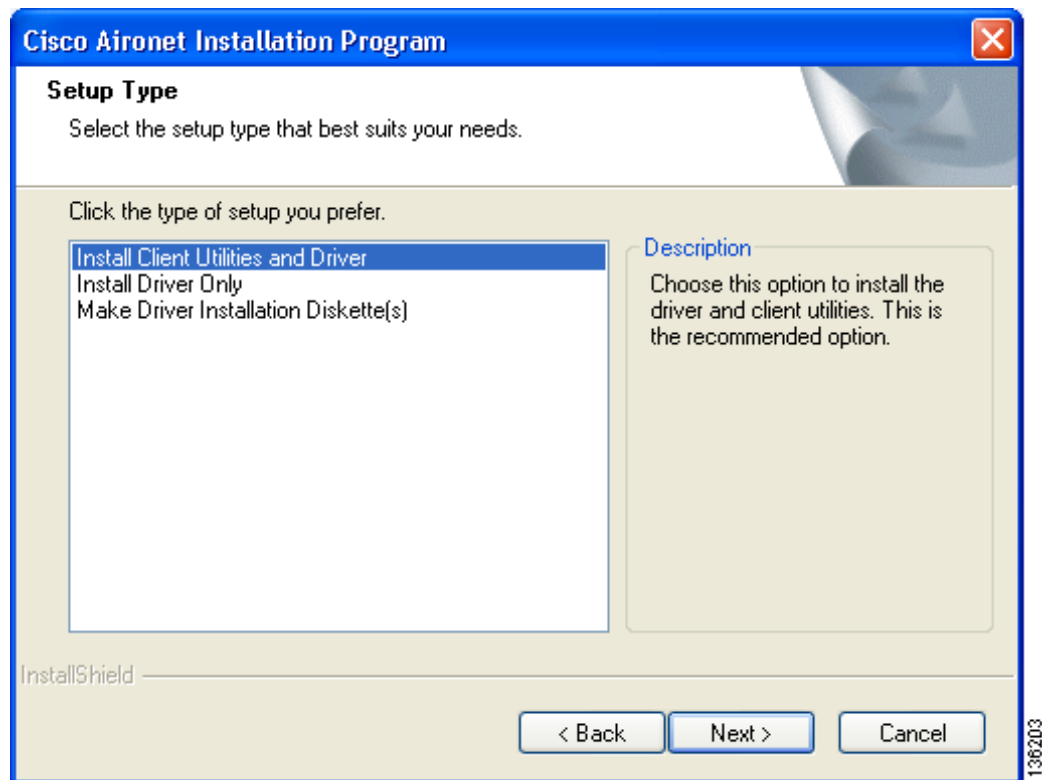 Cisco Aironet Installation Program
Setup Type
Select the setup type that best suits your needs.
Click the type of setup you prefer.
Install Client Utilities and Driver
Install Driver Only
Make Driver Installation Diskette(s)
Description
Choose this option to install the
driver and client utilities. This is
the recommended option.
InstallShield
< Back
Next >
Cancel
136203